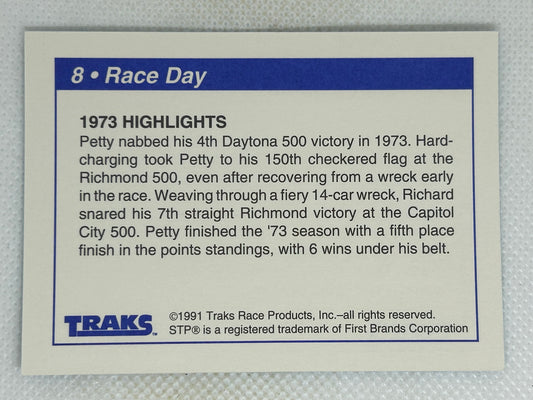 8 • Race Day
1973 HIGHLIGHTS
Petty nabbed his 4th Daytona 500 victory in 1973. Hard-
charging took Petty to his 150th checkered flag at the
Richmond 500, even after recovering from a wreck early
in the race. Weaving through a fiery 14-car wreck, Richard
snared his 7th straight Richmond victory at the Capitol
City 500. Petty finished the '73 season with a fifth place
finish in the points standings, with 6 wins under his belt.
TRAKS™
©1991 Traks Race Products, Inc.–all rights reserved.
STP® is a registered trademark of First Brands Corporation